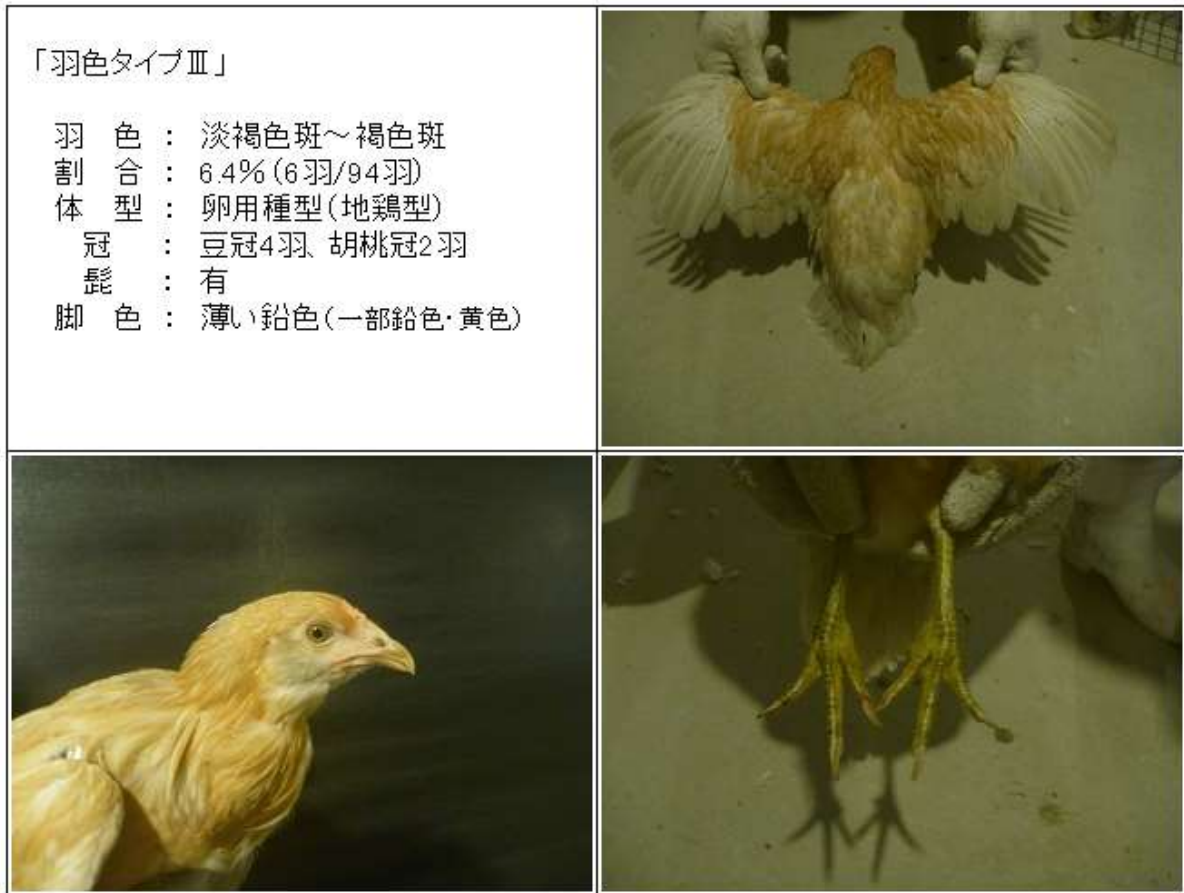 「羽色タイプⅢ」
羽 色 : 淡褐色斑～褐色斑
割 合 : 6.4%(6羽/94羽)
体 型 : 卵用種型(地鶏型)
冠 : 豆冠4羽、胡桃冠2羽
髭 : 有
脚 色 : 薄い鉛色(一部鉛色・黄色)